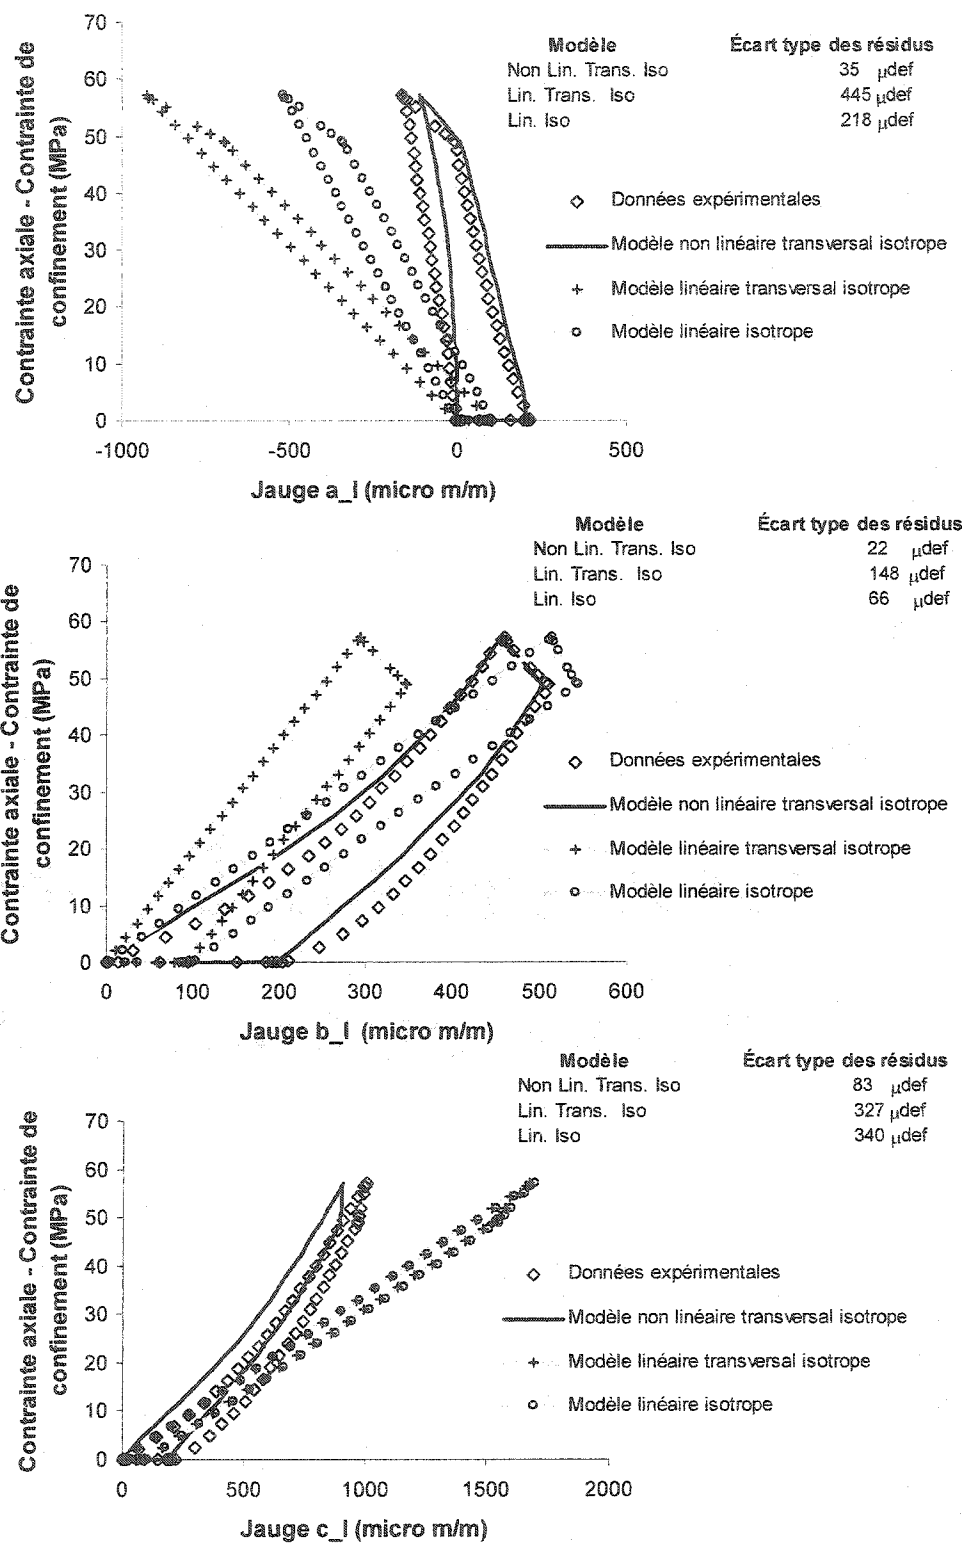 Modèle Écart type des résidus
Non Lin. Trans. Iso 35 µdef
Lin. Trans. Iso 445 µdef
Lin. Iso 218 µdef
Contrainte axiale - Contrainte de
confinement (MPa)
70
60
50
40
30
20
10
0
-1000 -500 0 500
Jauge a_l (micro m/m)
Données expérimentales
Modèle non linéaire transversal isotrope
Modèle linéaire transversal isotrope
Modèle linéaire isotrope
Modèle Écart type des résidus
Non Lin. Trans. Iso 22 µdef
Lin. Trans. Iso 148 µdef
Lin. Iso 66 µdef
Contrainte axiale - Contrainte de
confinement (MPa)
70
60
50
40
30
20
10
0
0 100 200 300 400 500 600
Jauge b_l (micro m/m)
Données expérimentales
Modèle non linéaire transversal isotrope
Modèle linéaire transversal isotrope
Modèle linéaire isotrope
Modèle Écart type des résidus
Non Lin. Trans. Iso 83 µdef
Lin. Trans. Iso 327 µdef
Lin. Iso 340 µdef
Contrainte axiale - Contrainte de
confinement (MPa)
70
60
50
40
30
20
10
0
0 500 1000 1500 2000
Jauge c_l (micro m/m)
Données expérimentales
Modèle non linéaire transversal isotrope
Modèle linéaire transversal isotrope
Modèle linéaire isotrope